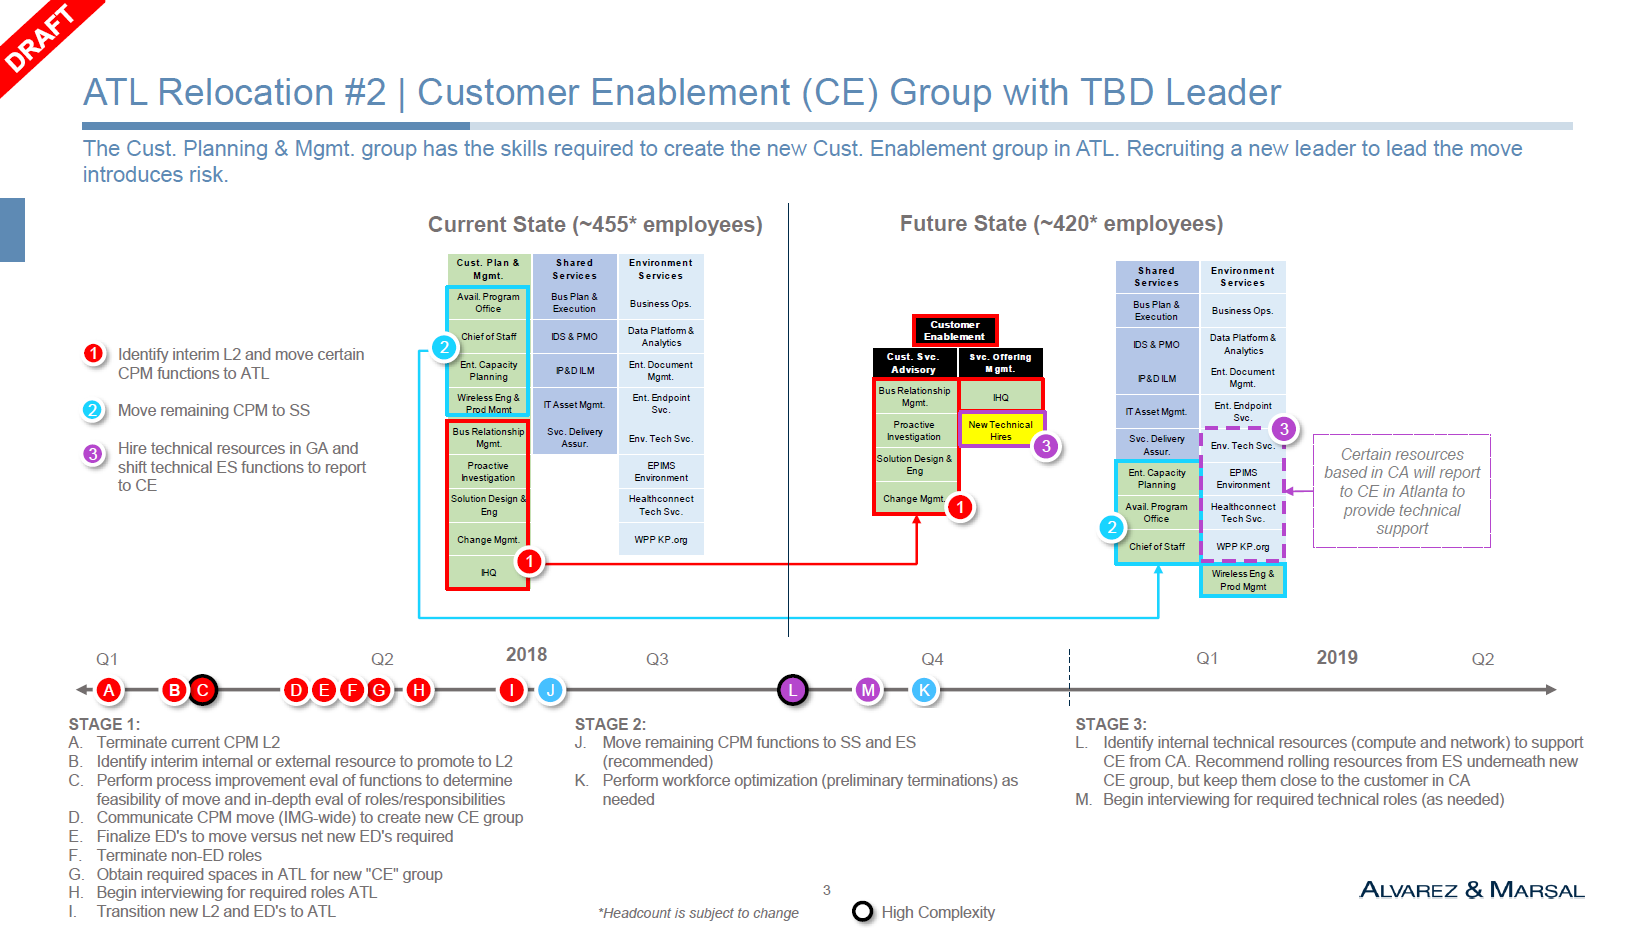 DRAFT
ATL Relocation #2 | Customer Enablement (CE) Group with TBD Leader
The Cust. Planning & Mgmt. group has the skills required to create the new Cust. Enablement group in ATL. Recruiting a new leader to lead the move
introduces risk.
1 Identify interim L2 and move certain
CPM functions to ATL
2 Move remaining CPM to SS
3 Hire technical resources in GA and
shift technical ES functions to report
to CE
Current State (~455* employees)
Cust. Plan &
Mgmt.
Avail. Program
Office
Chief of Staff
Ent. Capacity
Planning
Wireless Eng &
Prod Mgmt
Bus Relationship
Mgmt.
Proactive
Investigation
Solution Design &
Eng
Change Mgmt.
IHQ
2
1
Shared
Services
Bus Plan &
Execution
IDS & PMO
IP&D ILM
IT Asset Mgmt.
Svc. Delivery
Assur.
Environment
Services
Business Ops.
Data Platform &
Analytics
Ent. Document
Mgmt.
Ent. Endpoint
Svc.
Env. Tech Svc.
EPIMS
Environment
Healthconnect
Tech Svc.
WPP KP.org
Future State (~420* employees)
Customer
Enablement
Cust. Svc.
Advisory
Bus Relationship
Mgmt.
Proactive
Investigation
Solution Design &
Eng
Change Mgmt.
1
Svc. Offering
Mgmt.
IHQ
New Technical
Hires
3
Shared
Services
Bus Plan &
Execution
IDS & PMO
IP&D ILM
IT Asset Mgmt.
Svc. Delivery
Assur.
Ent. Capacity
Planning
Avail. Program
Office
Chief of Staff
2
Environment
Services
Business Ops.
Data Platform &
Analytics
Ent. Document
Mgmt.
Ent. Endpoint
Svc.
3
Env. Tech Svc.
EPIMS
Environment
Healthconnect
Tech Svc.
WPP KP.org
Wireless Eng &
Prod Mgmt
Certain resources
based in CA will report
to CE in Atlanta to
provide technical
support
Q1 Q2 2018 Q3 Q4 Q1 2019 Q2
A B C D E F G H I J L M K
STAGE 1:
A. Terminate current CPM L2
B. Identify interim internal or external resource to promote to L2
C. Perform process improvement eval of functions to determine
feasibility of move and in-depth eval of roles/responsibilities
D. Communicate CPM move (IMG-wide) to create new CE group
E. Finalize ED's to move versus net new ED's required
F. Terminate non-ED roles
G. Obtain required spaces in ATL for new "CE" group
H. Begin interviewing for required roles ATL
I. Transition new L2 and ED's to ATL
STAGE 2:
J. Move remaining CPM functions to SS and ES
(recommended)
K. Perform workforce optimization (preliminary terminations) as
needed
STAGE 3:
L. Identify internal technical resources (compute and network) to support
CE from CA. Recommend rolling resources from ES underneath new
CE group, but keep them close to the customer in CA
M. Begin interviewing for required technical roles (as needed)
3
*Headcount is subject to change
High Complexity
ALVAREZ & MARSAL